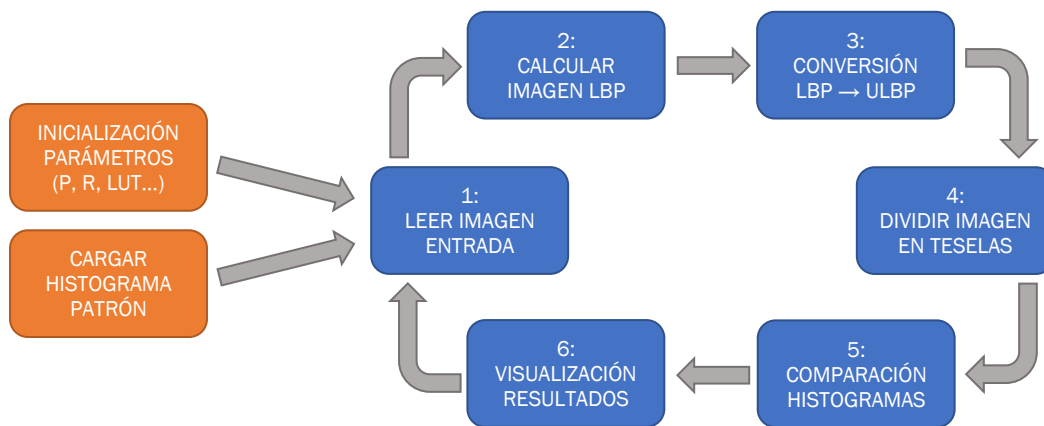 INICIALIZACIÓN
PARÁMETROS
(P, R, LUT...)
CARGAR
HISTOGRAMA
PATRÓN
1:
LEER IMAGEN
ENTRADA
2:
CALCULAR
IMAGEN LBP
3:
CONVERSIÓN
LBP → ULBP
4:
DIVIDIR IMAGEN
EN TESELAS
5:
COMPARACIÓN
HISTOGRAMAS
6:
VISUALIZACIÓN
RESULTADOS